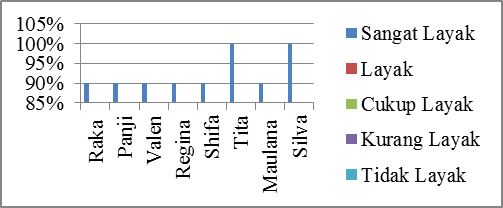 105%
100%
95%
90%
85%
Raka
Panji
Valen
Regina
Shifa
Tita
Maulana
Silva
Sangat Layak
Layak
Cukup Layak
Kurang Layak
Tidak Layak